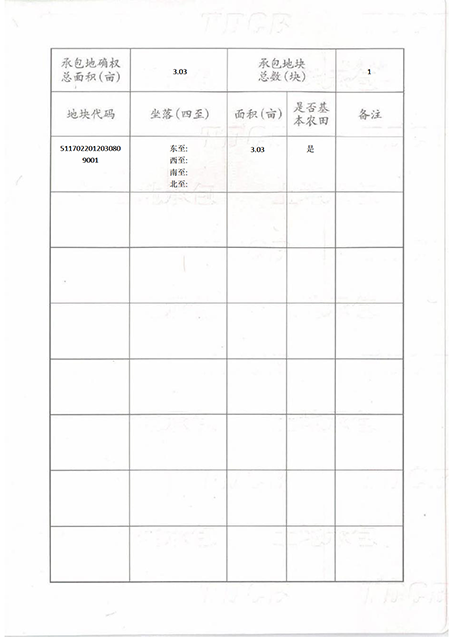 承包地确权
总面积(亩)
3.03
承包地块
总数(块)
1
地块代码
坐落(四至)
面积(亩)
是否基
本农田
备注
511702201203080
9001
东至:
西至:
南至:
北至:
3.03
是